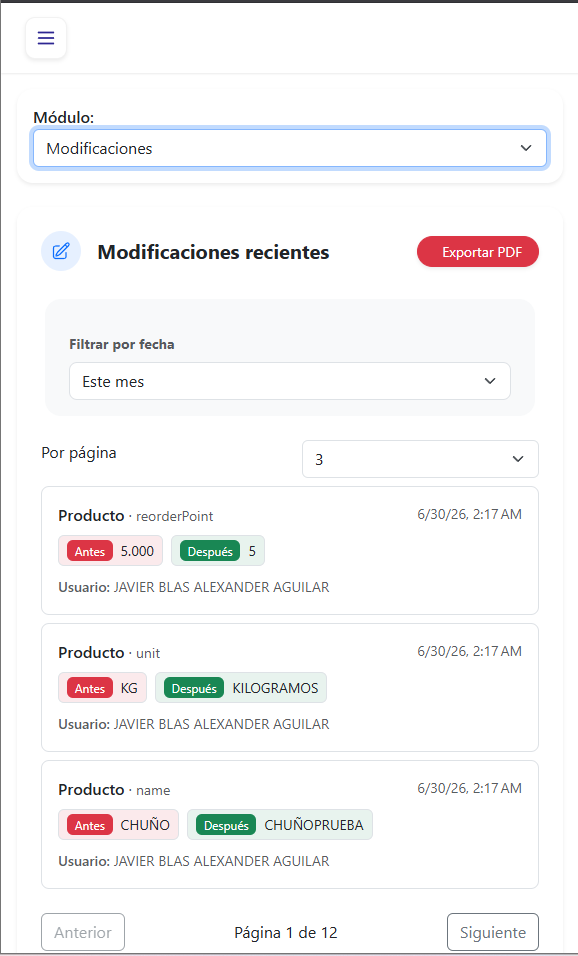 Módulo:
Modificaciones
Modificaciones recientes
Exportar PDF
Filtrar por fecha
Este mes
Por página
3
Producto · reorderPoint
6/30/26, 2:17 AM
Antes 5.000 Después 5
Usuario: JAVIER BLAS ALEXANDER AGUILAR
Producto · unit
6/30/26, 2:17 AM
Antes KG Después KILOGRAMOS
Usuario: JAVIER BLAS ALEXANDER AGUILAR
Producto · name
6/30/26, 2:17 AM
Antes CHUÑO Después CHUÑOPRUEBA
Usuario: JAVIER BLAS ALEXANDER AGUILAR
Anterior
Página 1 de 12
Siguiente